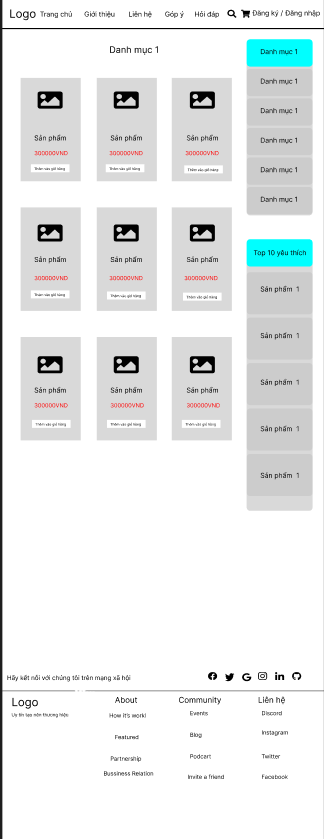 Logo Trang chủ Giới thiệu Liên hệ Góp ý Hỏi đáp Đăng ký / Đăng nhập
Danh mục 1
Sản phẩm Sản phẩm Sản phẩm
300000VND 300000VND 300000VND
Thêm vào giỏ hàng Thêm vào giỏ hàng Thêm vào giỏ hàng
Sản phẩm Sản phẩm Sản phẩm
300000VND 300000VND 300000VND
Thêm vào giỏ hàng Thêm vào giỏ hàng Thêm vào giỏ hàng
Sản phẩm Sản phẩm Sản phẩm
300000VND 300000VND 300000VND
Thêm vào giỏ hàng Thêm vào giỏ hàng Thêm vào giỏ hàng
Danh mục 1
Danh mục 1
Danh mục 1
Danh mục 1
Danh mục 1
Danh mục 1
Top 10 yêu thích
Sản phẩm 1
Sản phẩm 1
Sản phẩm 1
Sản phẩm 1
Sản phẩm 1
Hãy kết nối với chúng tôi trên mạng xã hội
Logo
Uy tín tạo nên thương hiệu
About
How it's work!
Featured
Partnership
Bussiness Relation
Community
Events
Blog
Podcart
Invite a friend
Liên hệ
Discord
Instagram
Twitter
Facebook